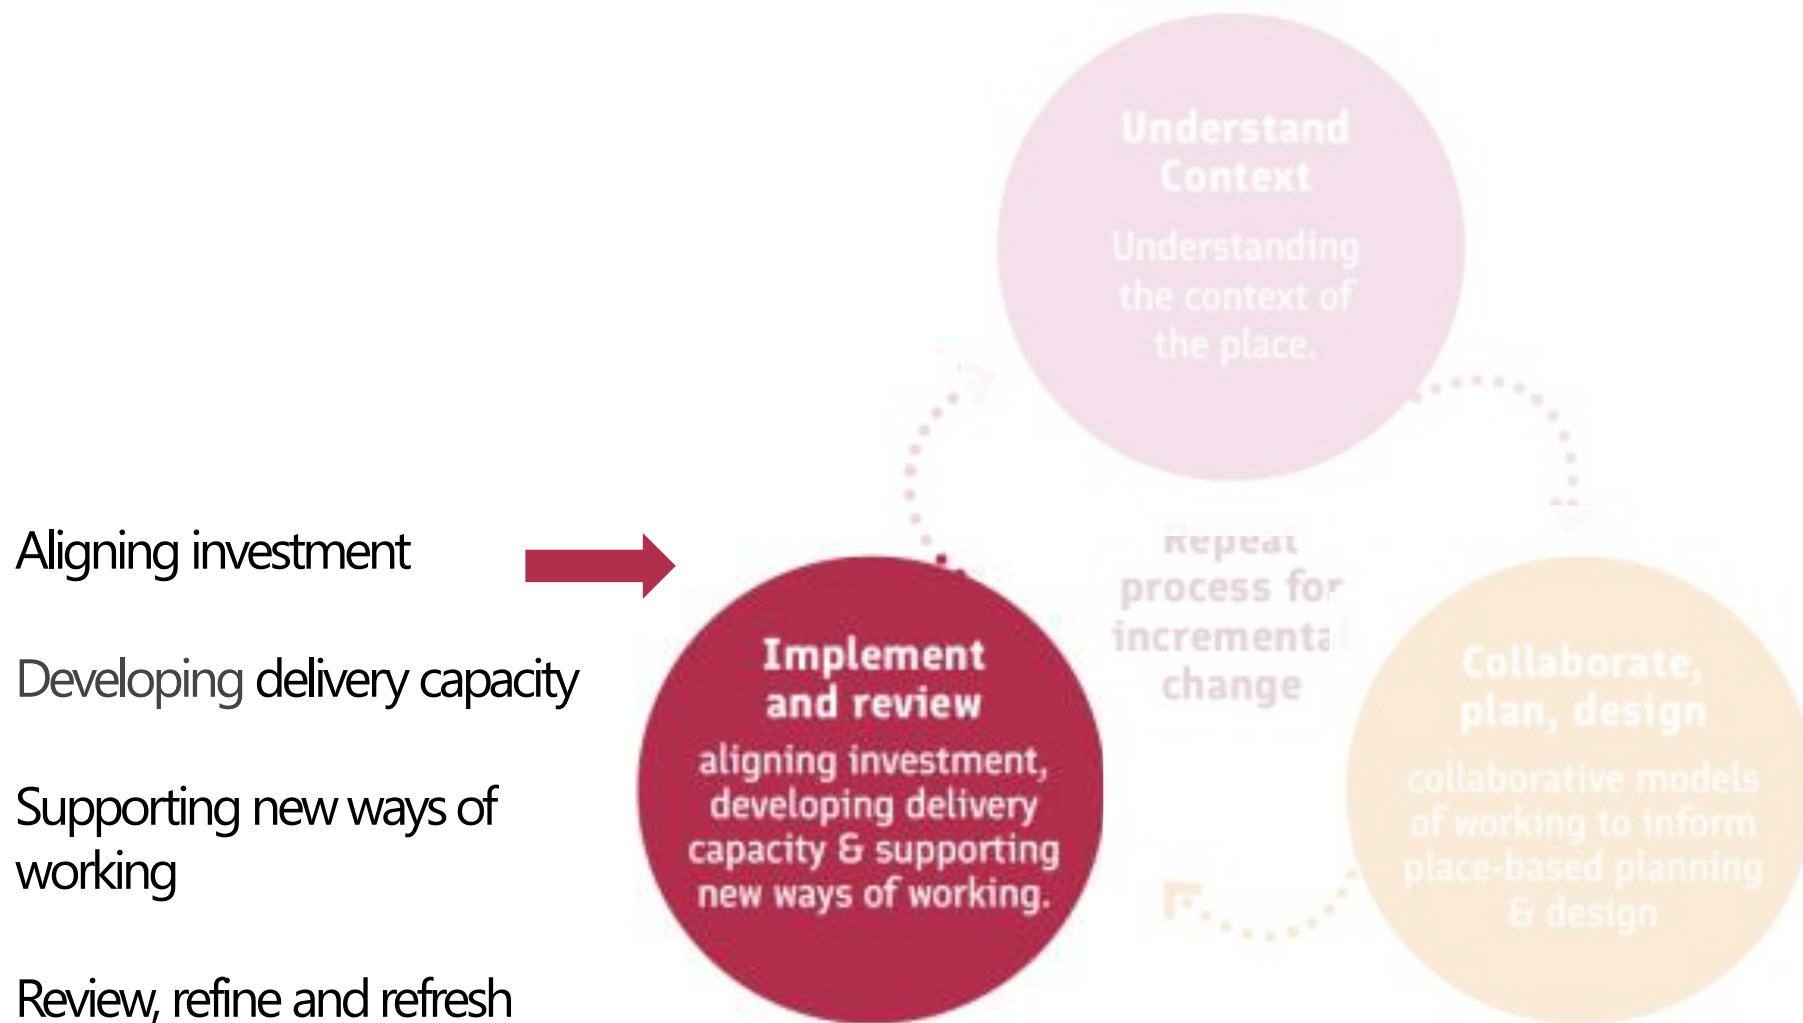 Aligning investment
Developing delivery capacity
Supporting new ways of
working
Review, refine and refresh
Understand
Context
Understanding
the context of
the place.
Repeat
process for
incremental
change
Implement
and review
aligning investment,
developing delivery
capacity & supporting
new ways of working.
Collaborate,
plan, design
collaborative models
of working to inform
place-based planning
& design